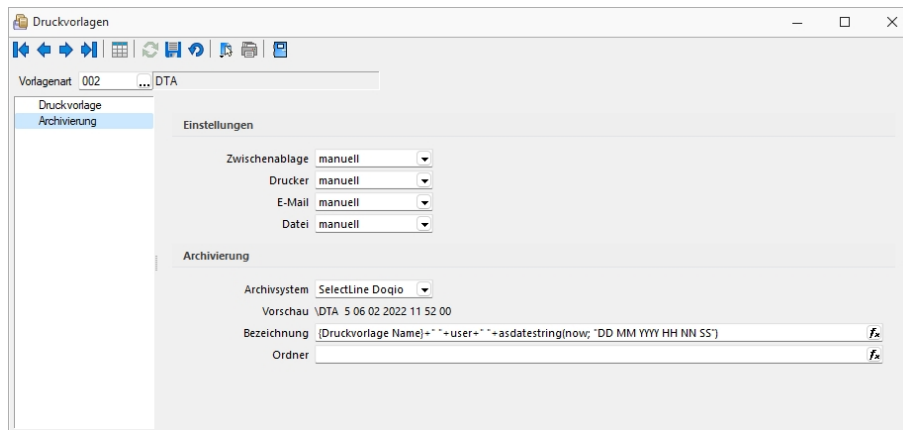 Druckvorlagen
Vorlagenart 002 ... DTA
Druckvorlage
Archivierung
Einstellungen
Zwischenablage manuell
Drucker manuell
E-Mail manuell
Datei manuell
Archivierung
Archivsystem SelectLine Doqio
Vorschau \DTA 5 06 02 2022 11 52 00
Bezeichnung {Druckvorlage Name}+" "+user+" "+asdatestring(now; "DD MM YYYY HH NN SS") fx
Ordner fx